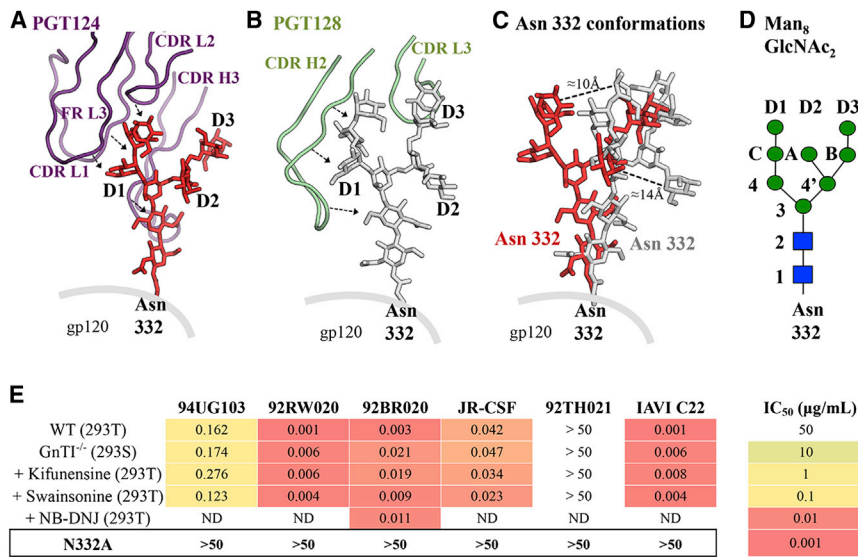 A PGT124
CDR L2
CDR H3
FR L3
CDR L1
D1
D3
D2
Asn
332
gp120
B PGT128
CDR L3
CDR H2
D3
D1
D2
Asn
332
gp120
C Asn 332 conformations
≈10Å
≈14Å
Asn 332
Asn 332
gp120
D Man8
GlcNAc2
D1 D2 D3
C A B
4 4'
3
2
1
Asn
332
E
94UG103 92RW020 92BR020 JR-CSF 92TH021 IAVI C22 IC50 (µg/mL)
WT (293T) 0.162 0.001 0.003 0.042 > 50 0.001 50
GnTI-/- (293S) 0.174 0.006 0.021 0.047 > 50 0.006 10
+ Kifunensine (293T) 0.276 0.006 0.019 0.034 > 50 0.008 1
+ Swainsonine (293T) 0.123 0.004 0.009 0.023 > 50 0.004 0.1
+ NB-DNJ (293T) ND ND 0.011 ND ND ND 0.01
N332A >50 >50 >50 >50 >50 >50 0.001